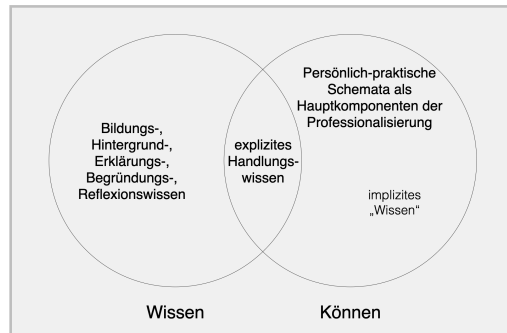 Bildungs-,
Hintergrund-,
Erklärungs-,
Begründungs-,
Reflexionswissen
explizites
Handlungs-
wissen
Persönlich-praktische
Schemata als
Hauptkomponenten der
Professionalisierung
implizites
„Wissen“
Wissen
Können